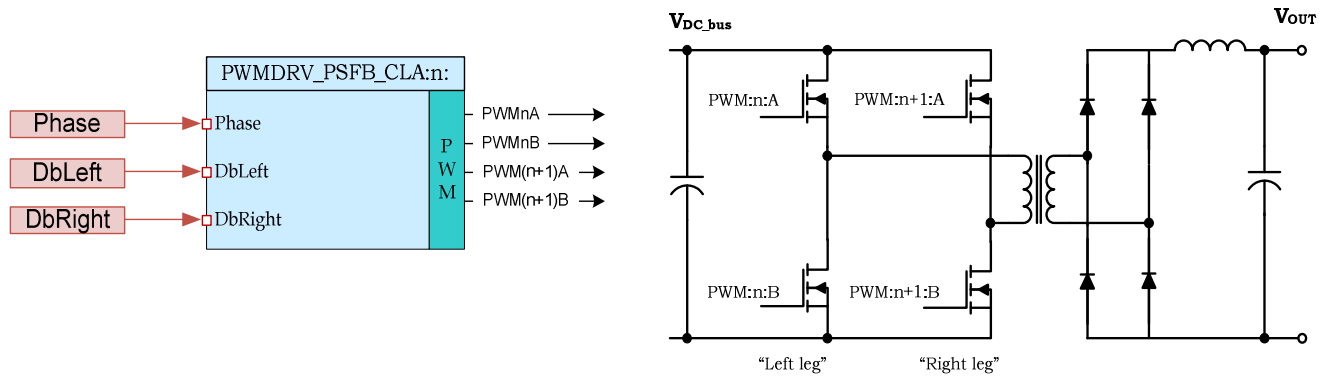 PWMDRV_PSFB_CLA:n:
Phase
DbLeft
DbRight
Phase
DbLeft
DbRight
P
W
M
PWMnA
PWMnB
PWM(n+1)A
PWM(n+1)B
VDC_bus
VOUT
PWM:n:A
PWM:n+1:A
PWM:n:B
PWM:n+1:B
“Left leg”
“Right leg”